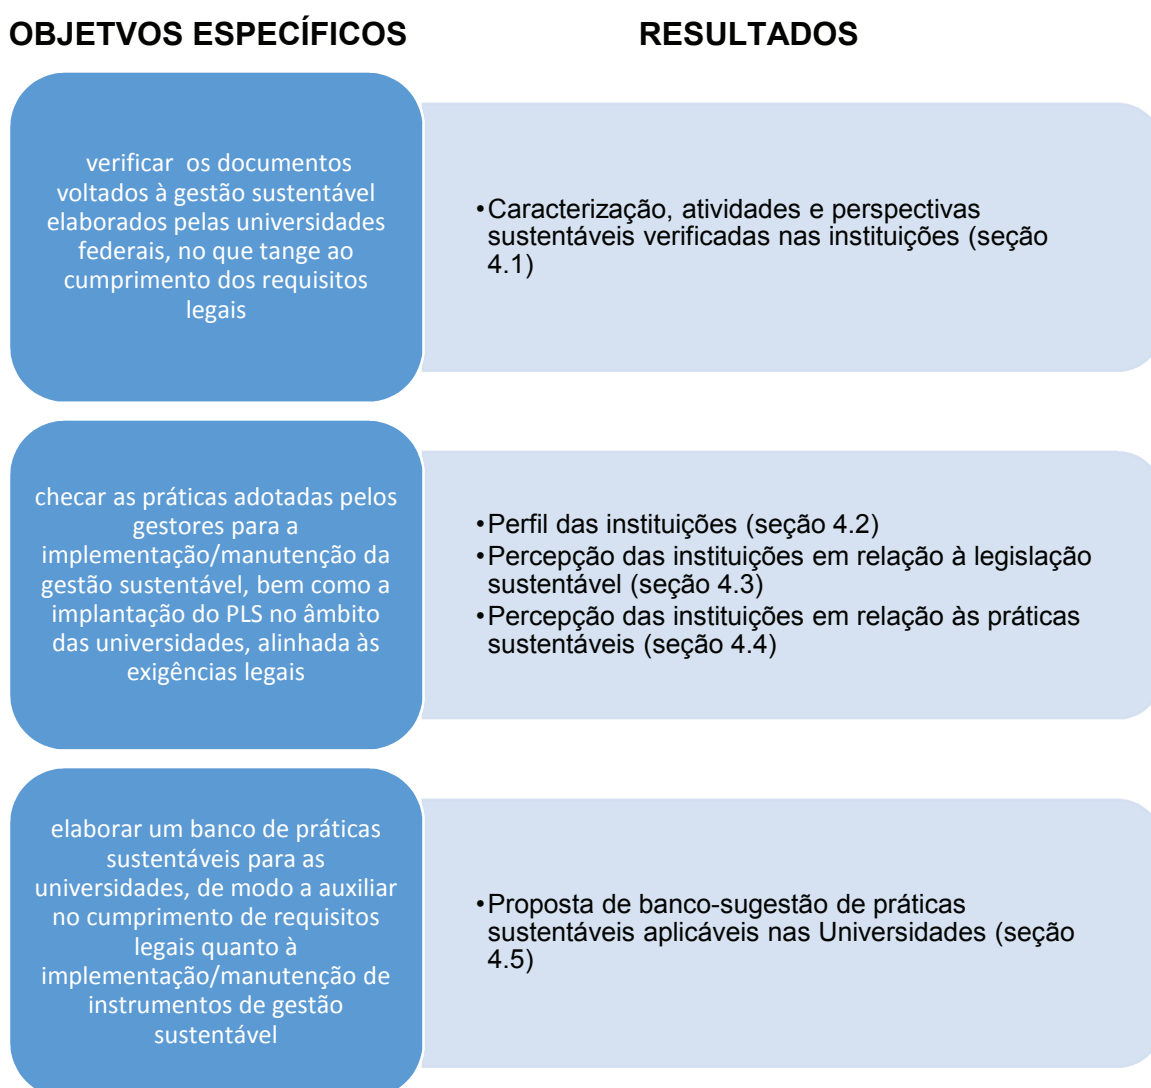 OBJETVOS ESPECÍFICOS
RESULTADOS
verificar os documentos
voltados à gestão sustentável
elaborados pelas universidades
federais, no que tange ao
cumprimento dos requisitos
legais
•Caracterização, atividades e perspectivas
sustentáveis verificadas nas instituições (seção
4.1)
checar as práticas adotadas pelos
gestores para a
implementação/manutenção da
gestão sustentável, bem como a
implantação do PLS no âmbito
das universidades, alinhada às
exigências legais
•Perfil das instituições (seção 4.2)
•Percepção das instituições em relação à legislação
sustentável (seção 4.3)
•Percepção das instituições em relação às práticas
sustentáveis (seção 4.4)
elaborar um banco de práticas
sustentáveis para as
universidades, de modo a auxiliar
no cumprimento de requisitos
legais quanto à
implementação/manutenção de
instrumentos de gestão
sustentável
•Proposta de banco-sugestão de práticas
sustentáveis aplicáveis nas Universidades (seção
4.5)